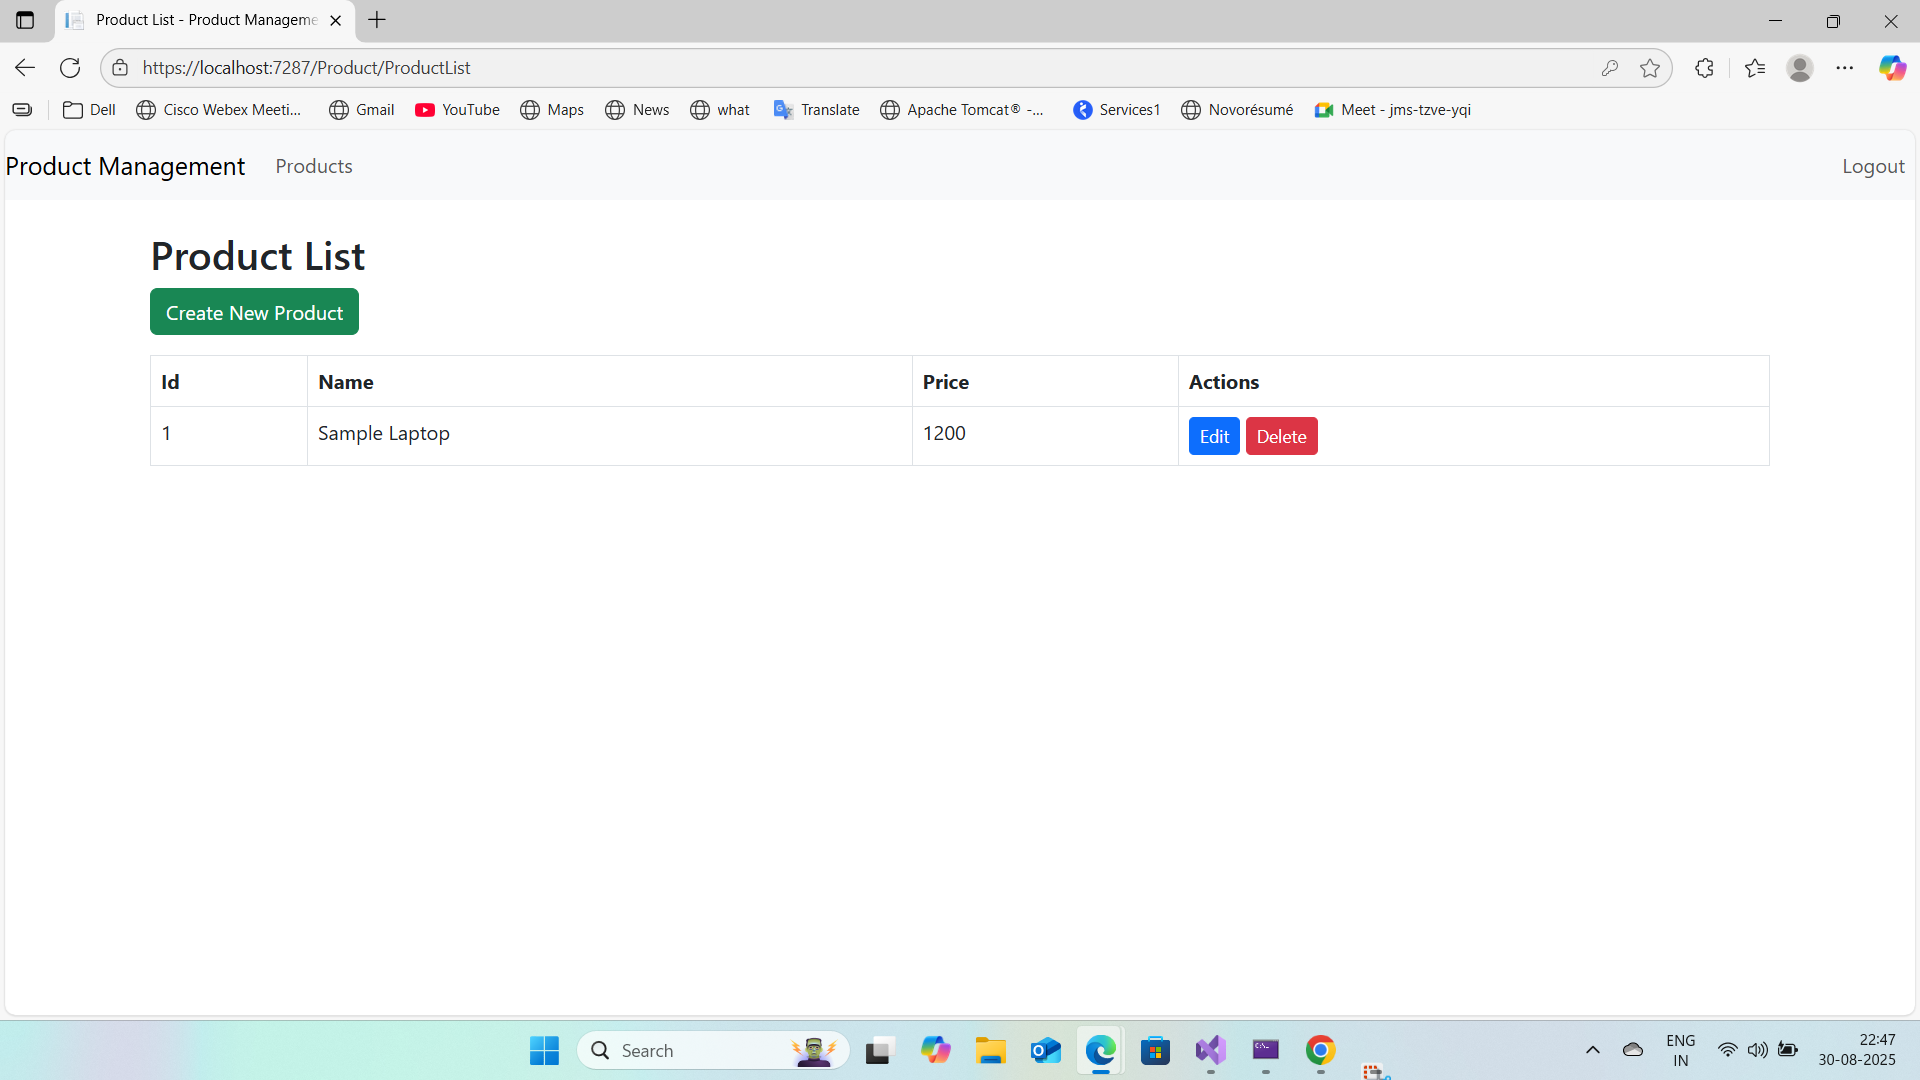 Product List - Product Manageme
https://localhost:7287/Product/ProductList
Dell
Cisco Webex Meeti...
Gmail
YouTube
Maps
News
what
Translate
Apache Tomcat® -...
Services1
Novorésumé
Meet - jms-tzve-yqi
Product Management
Products
Logout
Product List
Create New Product
Id Name Price Actions
1 Sample Laptop 1200 Edit Delete
Search
ENG
IN
22:47
30-08-2025